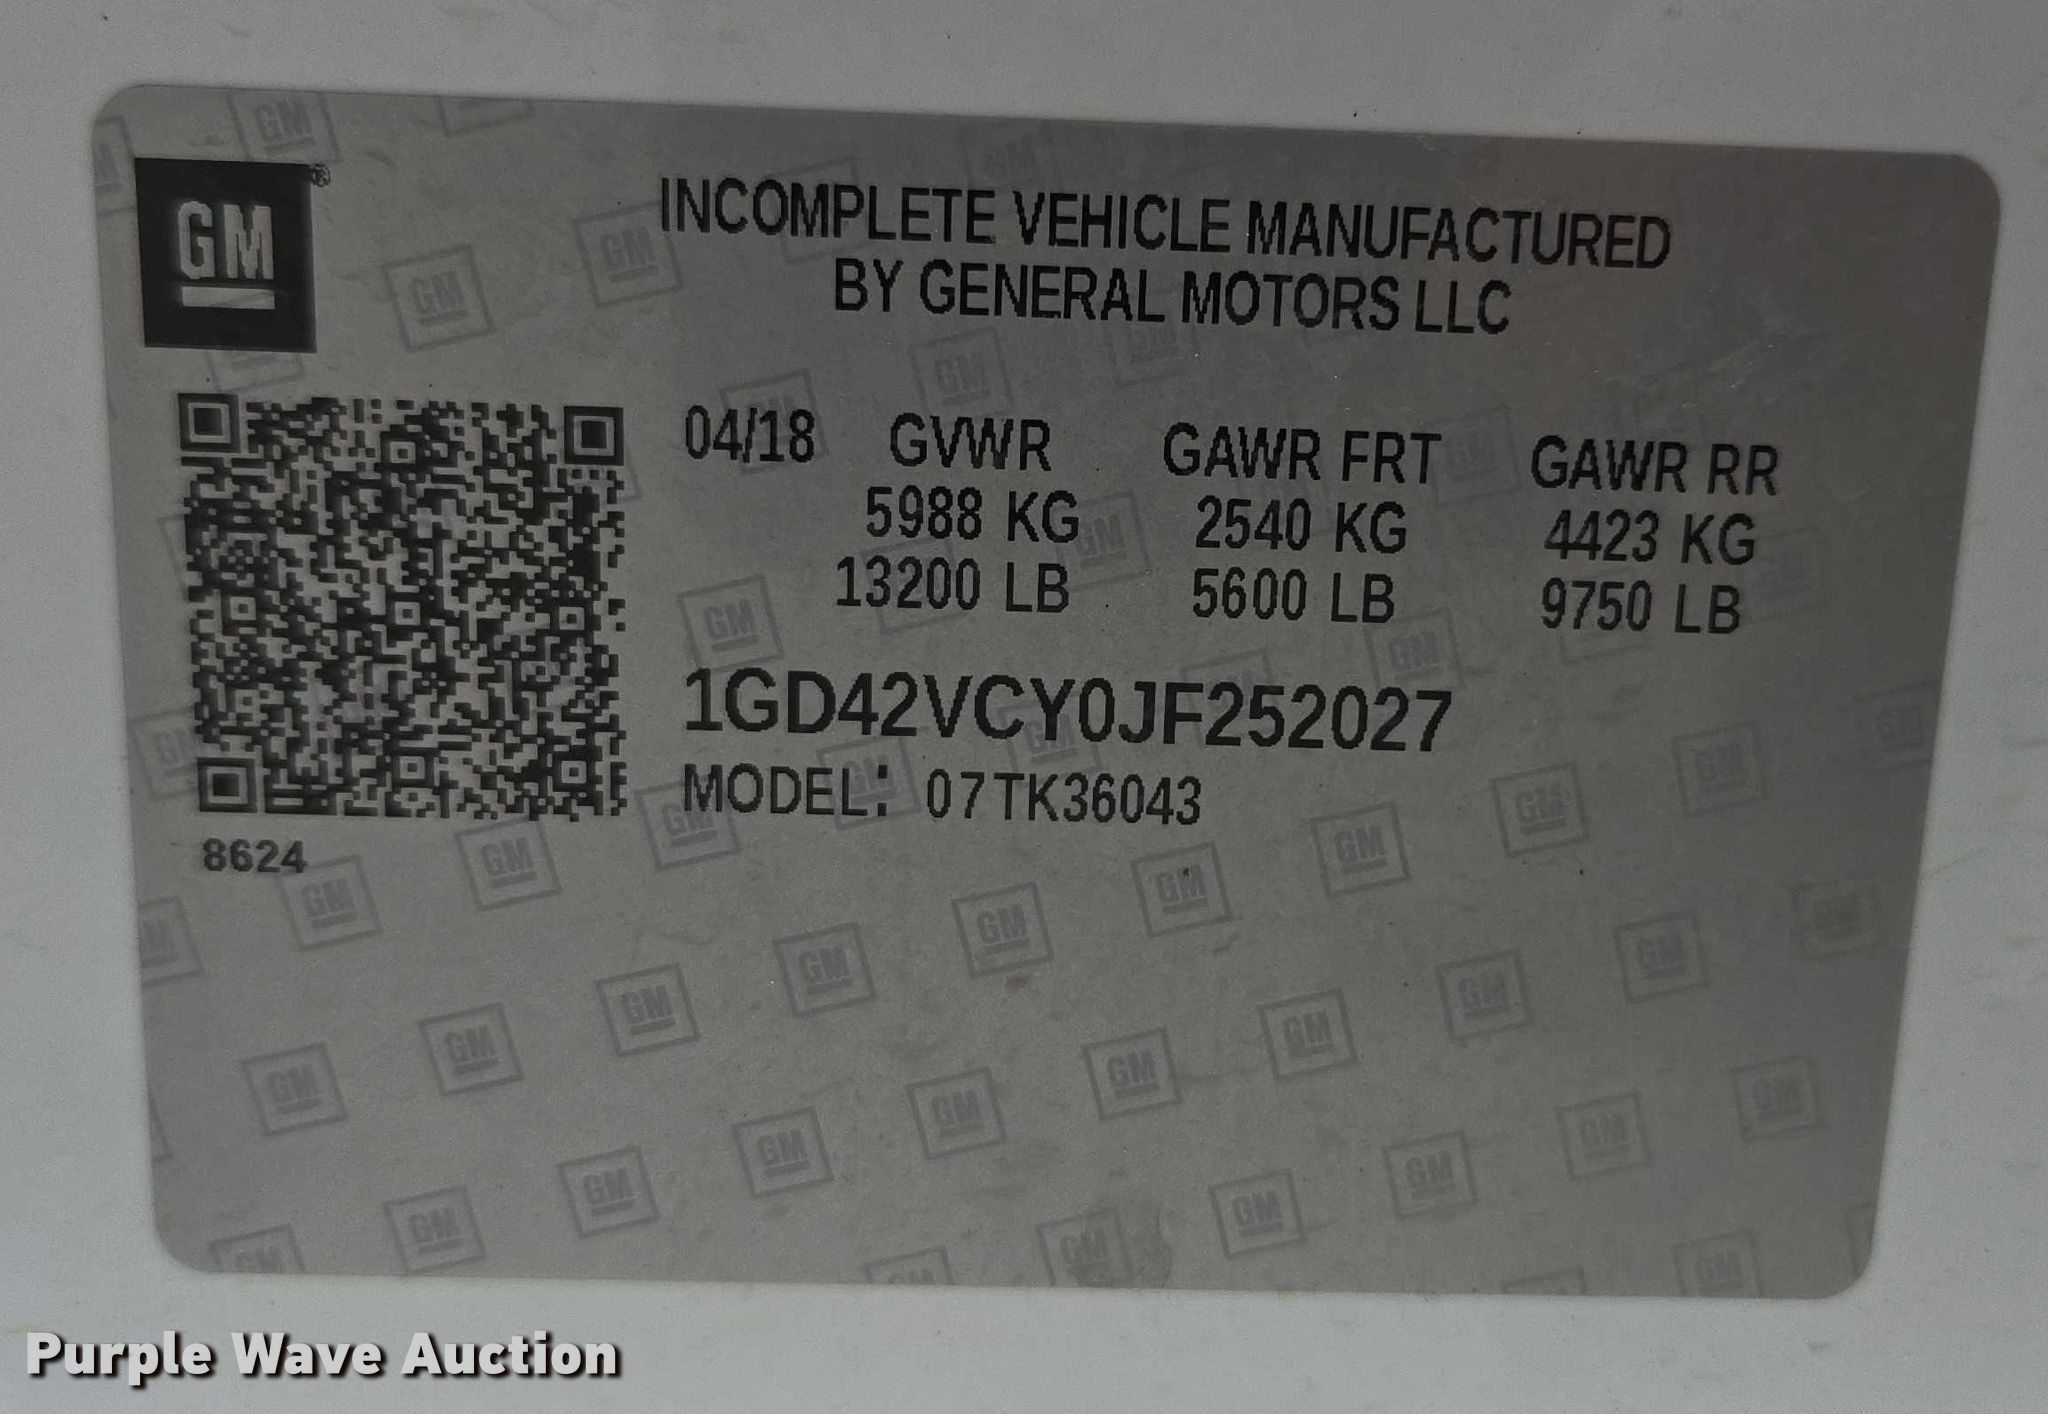 GM®
INCOMPLETE VEHICLE MANUFACTURED
BY GENERAL MOTORS LLC
04/18 GVWR GAWR FRT GAWR RR
5988 KG 2540 KG 4423 KG
13200 LB 5600 LB 9750 LB
1GD42VCY0JF252027
MODEL: 07TK36043
8624
Purple Wave Auction